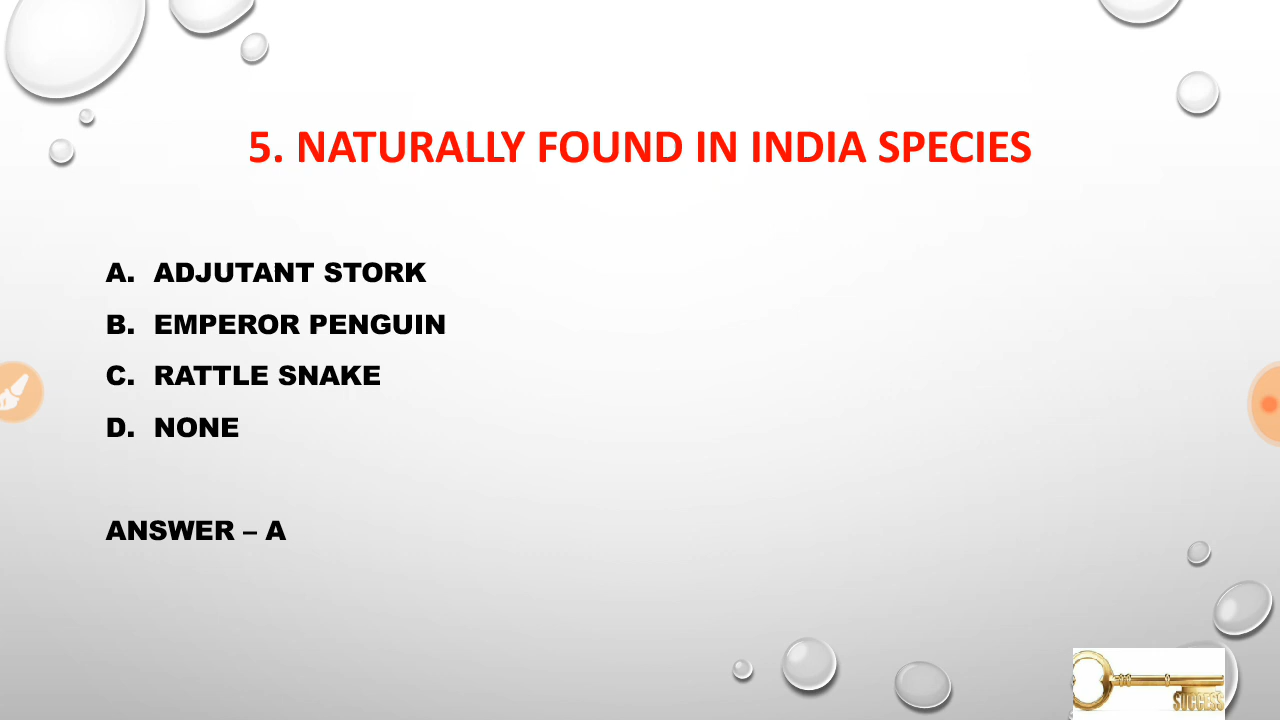 5. NATURALLY FOUND IN INDIA SPECIES
A. ADJUTANT STORK
B. EMPEROR PENGUIN
C. RATTLE SNAKE
D. NONE
ANSWER – A
SUCCESS